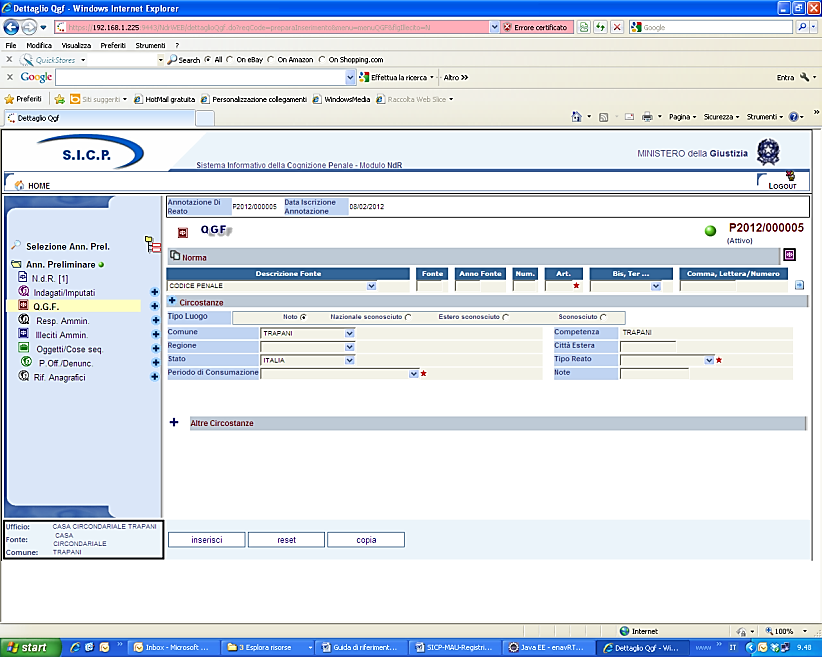 Dettaglio Qgf - Windows Internet Explorer
https://192.168.1.225:9443/NdrWEB/dettaglioQgf.do? Errore certificato Google
File Modifica Visualizza Preferiti Strumenti ?
X QuickStores Search All On eBay On Amazon On Shopping.com
x Google Effettua la ricerca Altro >> Entra
Preferiti Siti suggeriti HotMail gratuita Personalizzazione collegamenti WindowsMedia Raccolta Web Slice
Dettaglio Qgf Pagina Sicurezza Strumenti
S.I.C.P. MINISTERO della Giustizia
Sistema Informativo della Cognizione Penale - Modulo NdR
HOME LOGOUT
Annotazione Di Reato P2012/000005 Data Iscrizione Annotazione 08/02/2012
Q.G.F. P2012/000005
(Attivo)
Selezione Ann. Prel.
Ann. Preliminare
N.d.R. [1]
Indagati/Imputati
Q.G.F.
Resp. Ammin.
Illeciti Ammin.
Oggetti/Cose seq.
P.Off./Denunc.
Rif. Anagrafici
Norma
Descrizione Fonte Fonte Anno Fonte Num. Art. Bis, Ter ... Comma, Lettera/Numero
CODICE PENALE *
+ Circostanze
Tipo Luogo Noto Nazionale sconosciuto Estero sconosciuto Sconosciuto
Comune TRAPANI Competenza TRAPANI
Regione Città Estera
Stato ITALIA Tipo Reato *
Periodo di Consumazione * Note
+ Altre Circostanze
Ufficio: CASA CIRCONDARIALE TRAPANI
Fonte: CASA CIRCONDARIALE
Comune: TRAPANI
inserisci reset copia
Internet 100%
start Inbox - Microsoft ... 3 Esplora risorse Guida di riferiment... SICP-MAU-Registri... Java EE - enavRT... Dettaglio Qgf - Wi... www IT 9.48